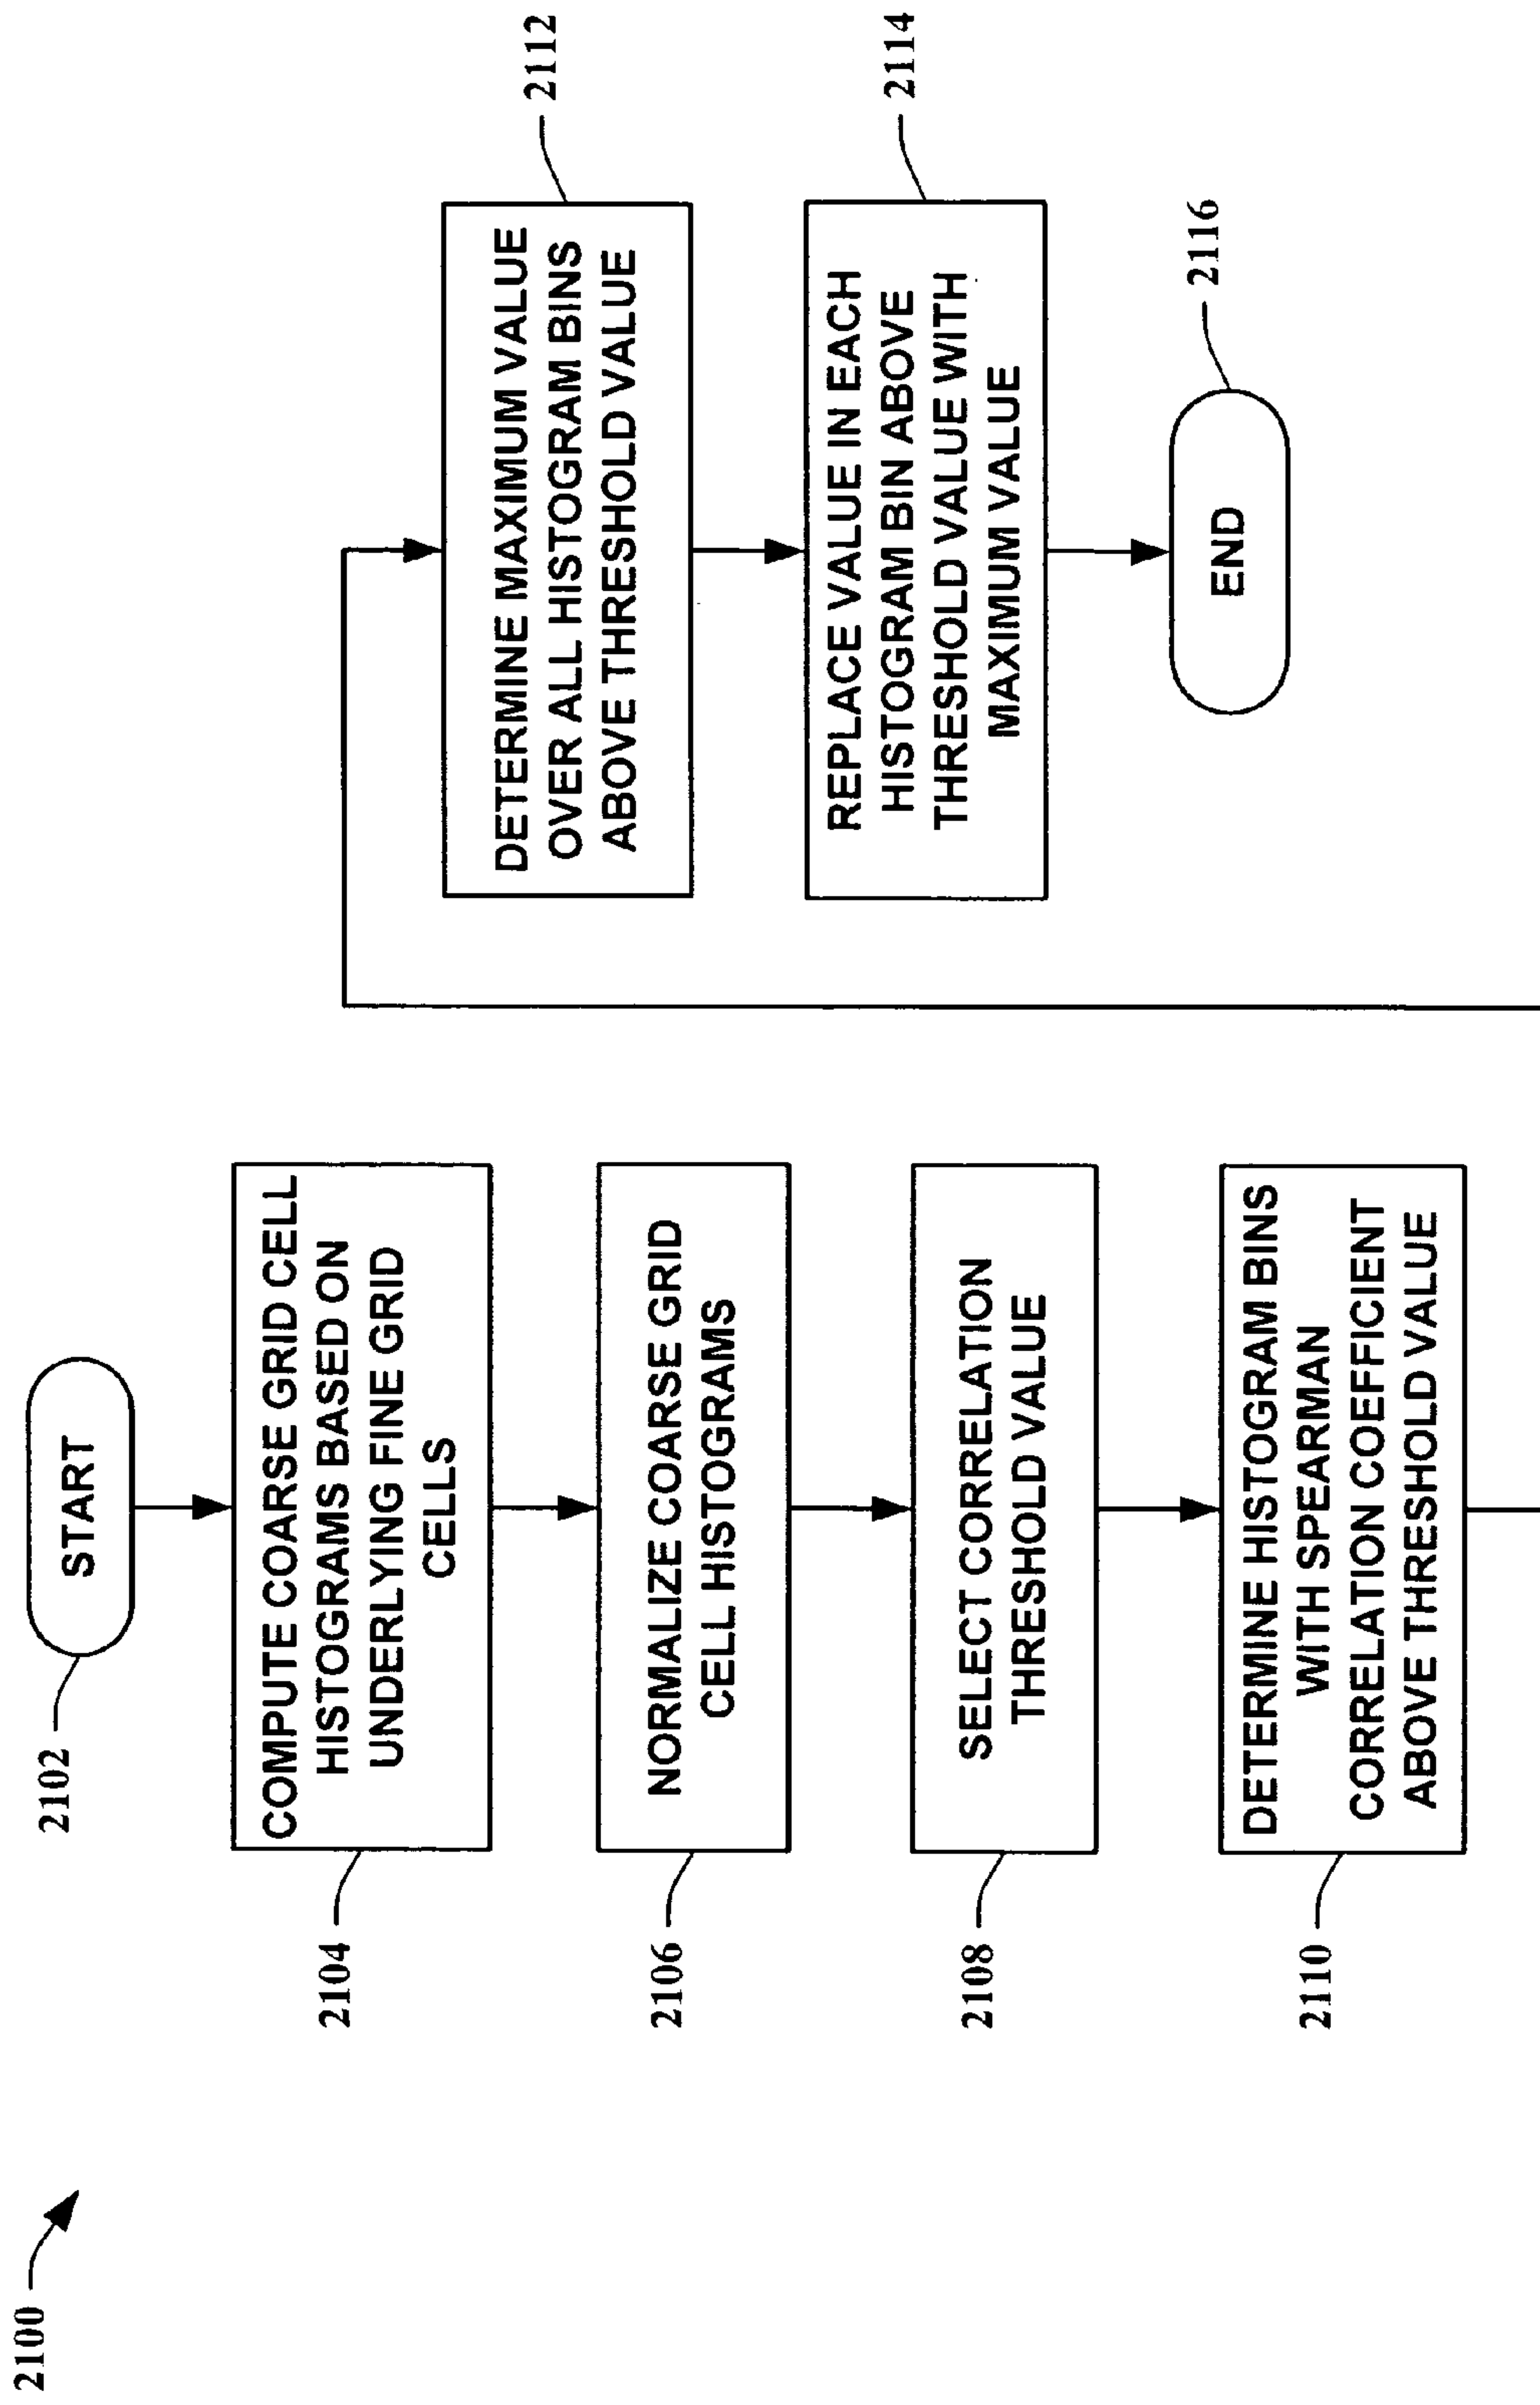 2100
2102
START
COMPUTE COARSE GRID CELL
HISTOGRAMS BASED ON
UNDERLYING FINE GRID
CELLS
2104
NORMALIZE COARSE GRID
CELL HISTOGRAMS
2106
SELECT CORRELATION
THRESHOLD VALUE
2108
DETERMINE HISTOGRAM BINS
WITH SPEARMAN
CORRELATION COEFFICIENT
ABOVE THRESHOLD VALUE
2110
DETERMINE MAXIMUM VALUE
OVER ALL HISTOGRAM BINS
ABOVE THRESHOLD VALUE
2112
REPLACE VALUE IN EACH
HISTOGRAM BIN ABOVE
THRESHOLD VALUE WITH
MAXIMUM VALUE
2114
END
2116